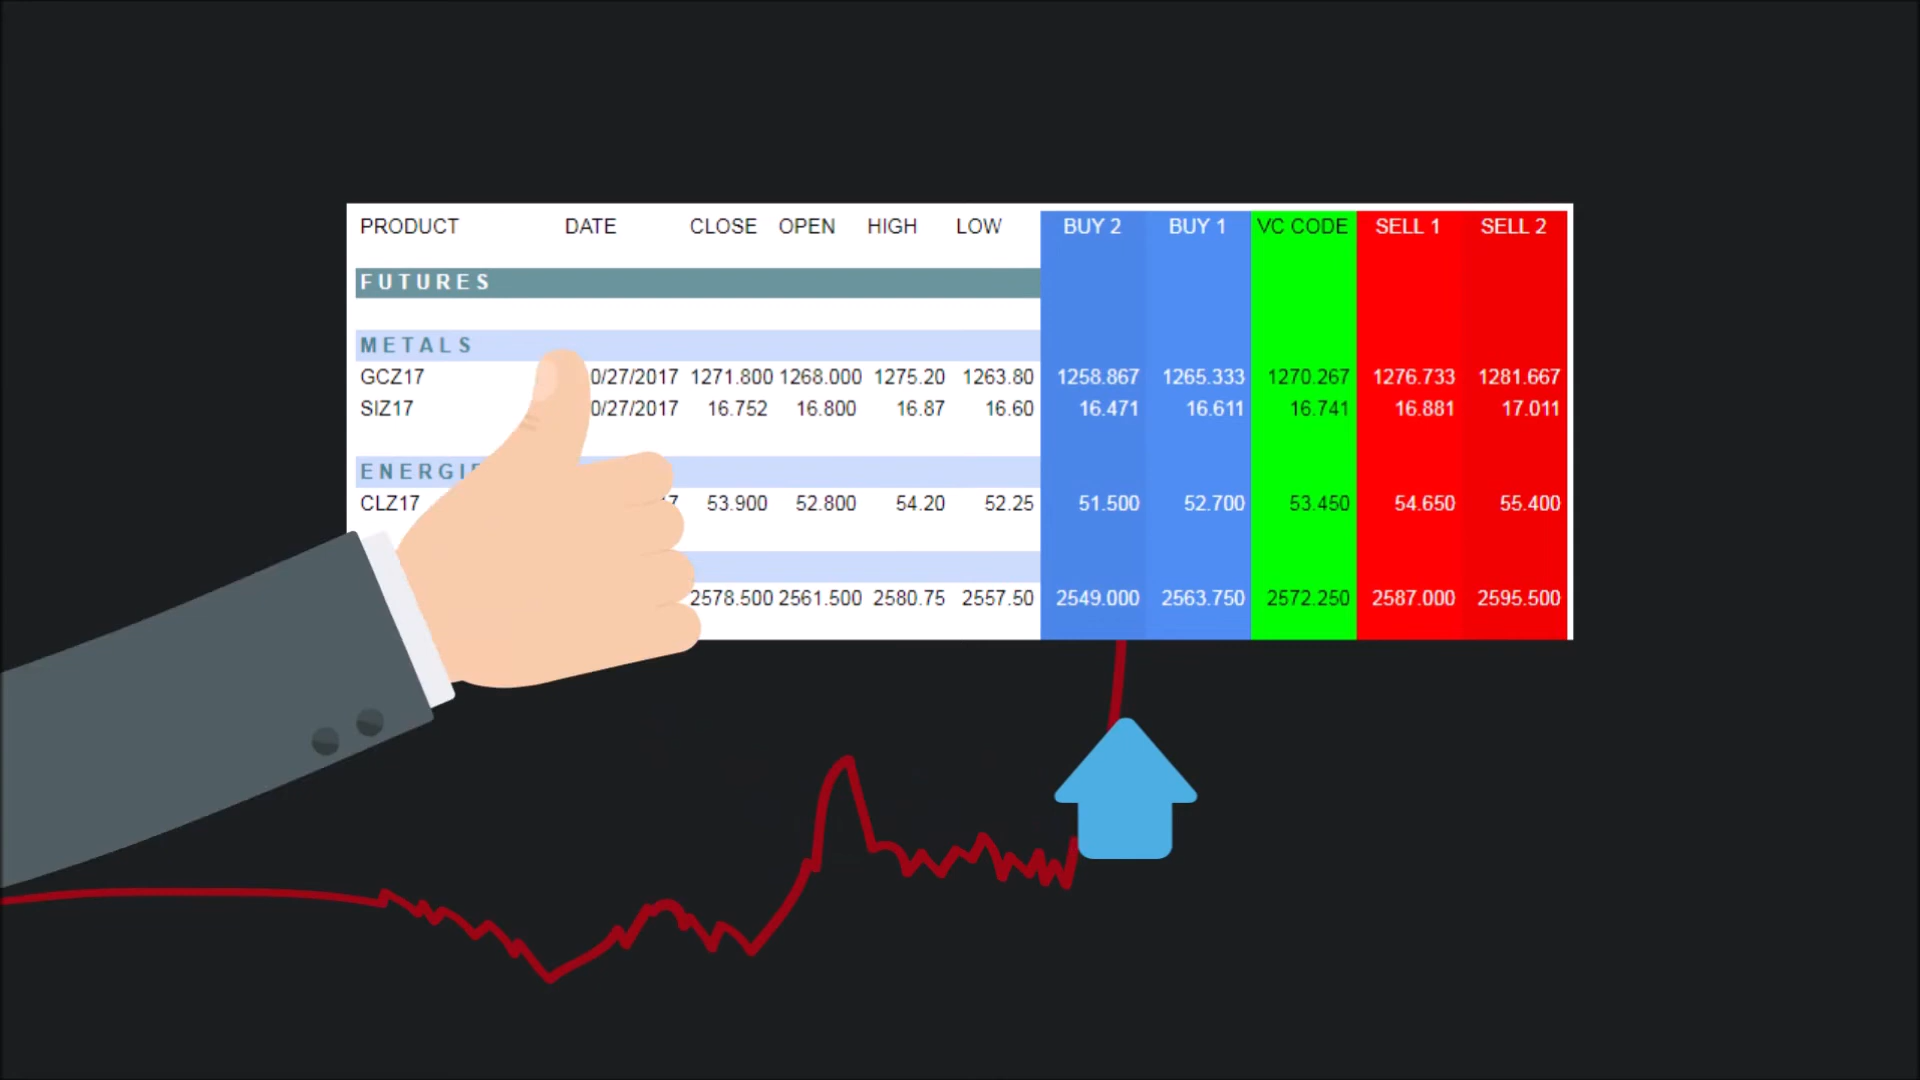 PRODUCT DATE CLOSE OPEN HIGH LOW BUY 2 BUY 1 VC CODE SELL 1 SELL 2
FUTURES
METALS
GCZ17 0/27/2017 1271.800 1268.000 1275.20 1263.80 1258.867 1265.333 1270.267 1276.733 1281.667
SIZ17 0/27/2017 16.752 16.800 16.87 16.60 16.471 16.611 16.741 16.881 17.011
ENERGI
CLZ17 7 53.900 52.800 54.20 52.25 51.500 52.700 53.450 54.650 55.400
2578.500 2561.500 2580.75 2557.50 2549.000 2563.750 2572.250 2587.000 2595.500